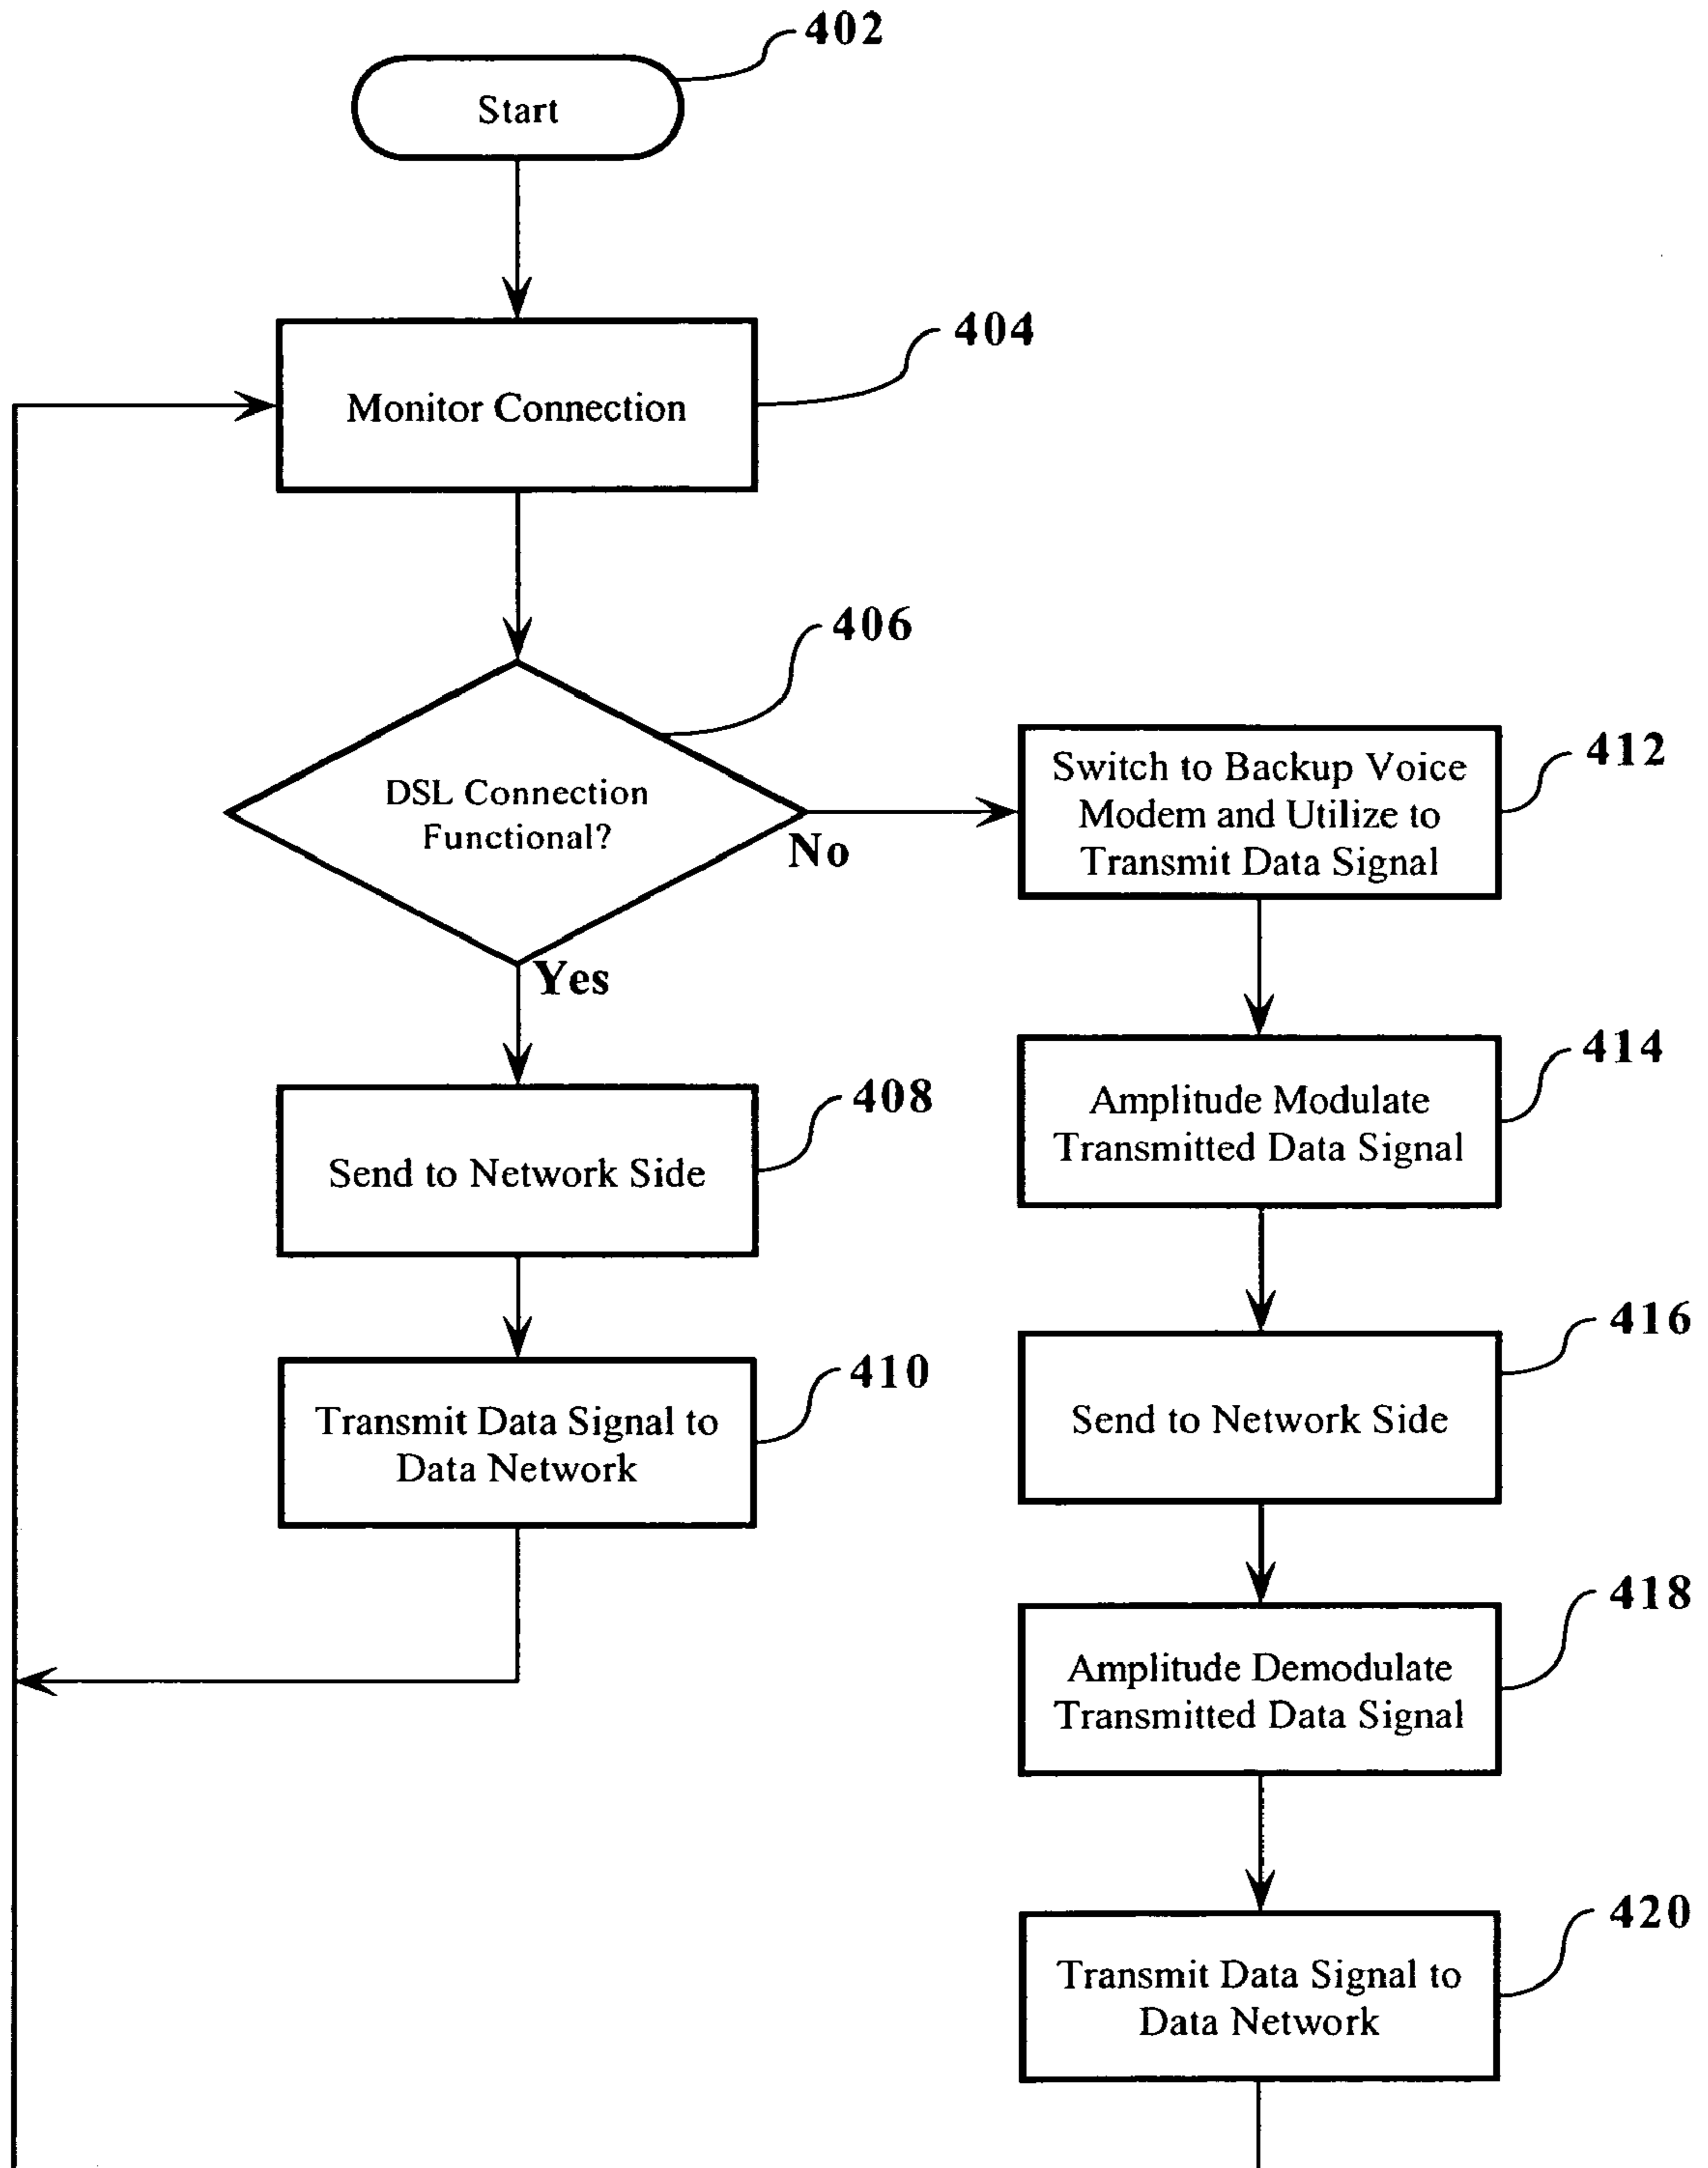 402
Start
404
Monitor Connection
406
DSL Connection
Functional?
No
Yes
412
Switch to Backup Voice
Modem and Utilize to
Transmit Data Signal
414
Amplitude Modulate
Transmitted Data Signal
408
Send to Network Side
416
Send to Network Side
410
Transmit Data Signal to
Data Network
418
Amplitude Demodulate
Transmitted Data Signal
420
Transmit Data Signal to
Data Network